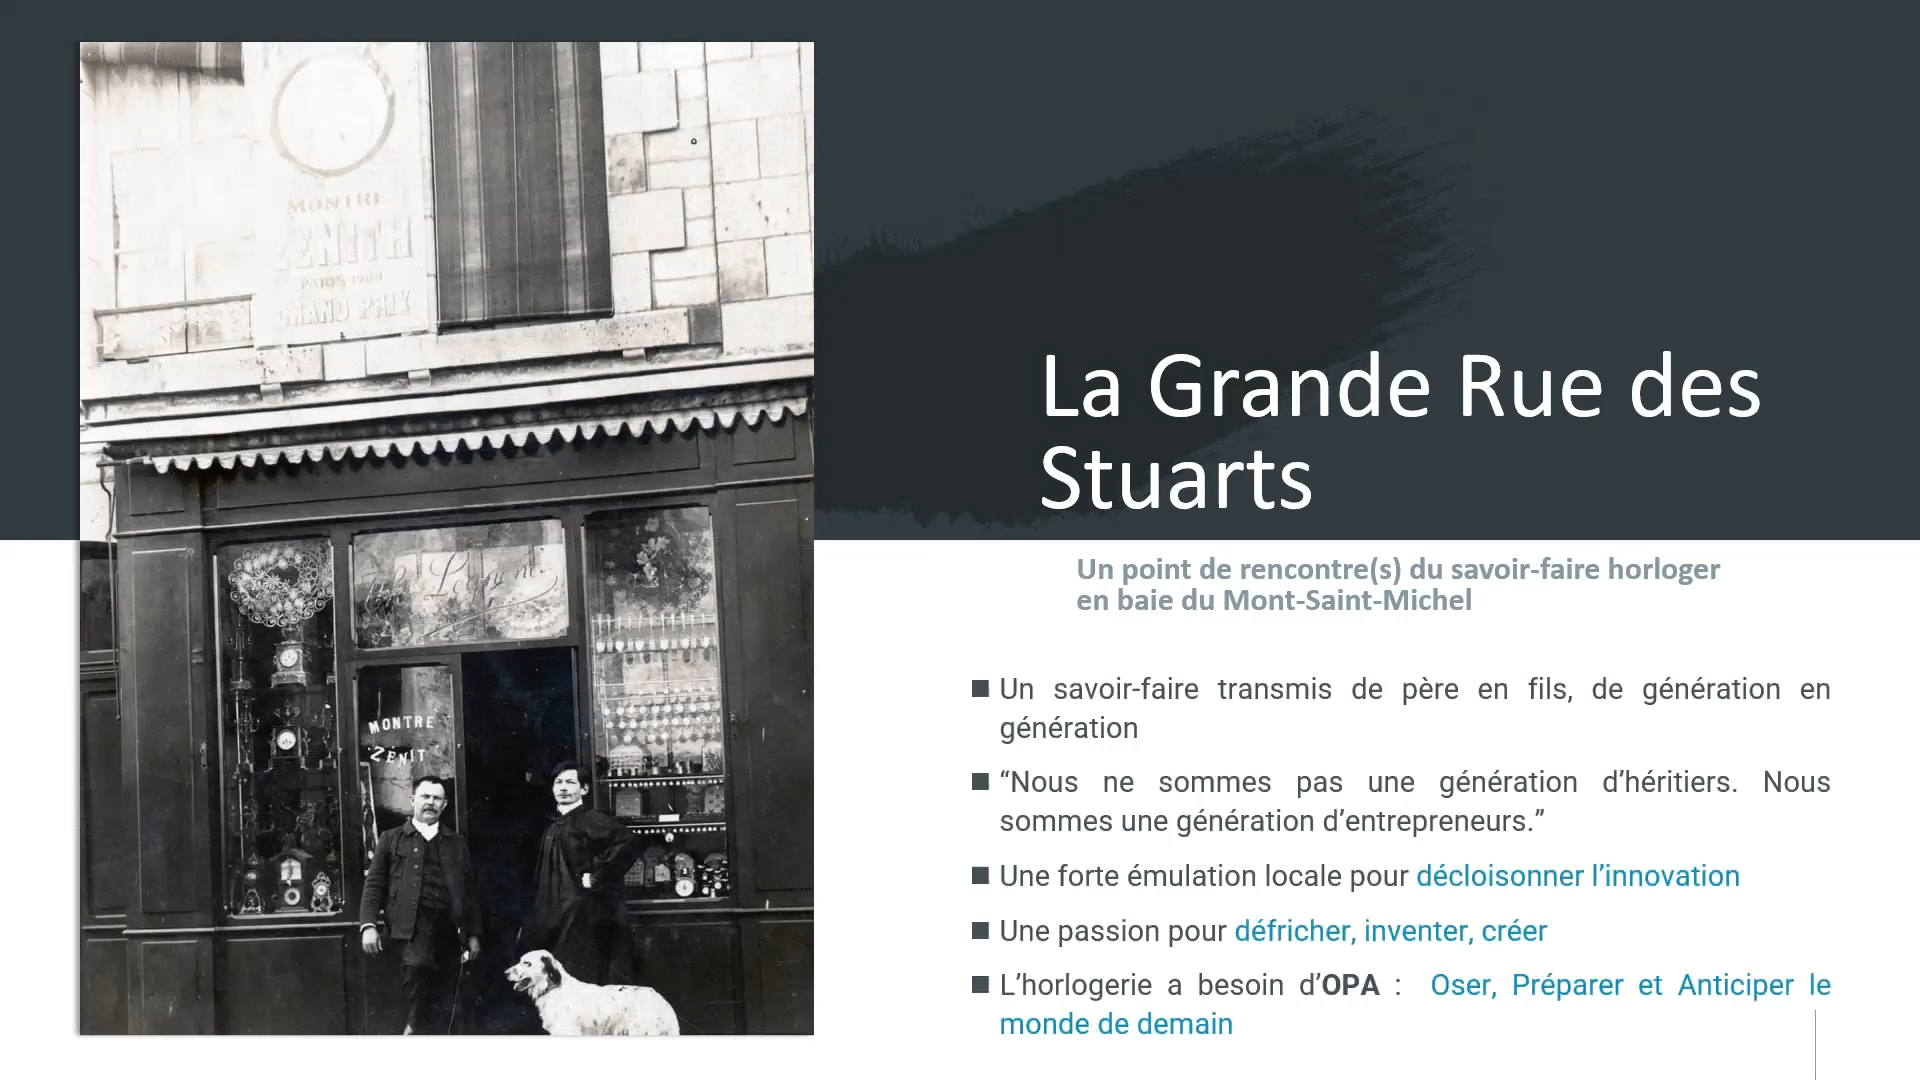 MONTRE
ZENITH
PARIS 1900
GRAND PRIX
Legnene
MONTRE
ZENIT
La Grande Rue des
Stuarts
Un point de rencontre(s) du savoir-faire horloger
en baie du Mont-Saint-Michel
Un savoir-faire transmis de père en fils, de génération en
génération
“Nous ne sommes pas une génération d’héritiers. Nous
sommes une génération d’entrepreneurs.”
Une forte émulation locale pour décloisonner l’innovation
Une passion pour défricher, inventer, créer
L’horlogerie a besoin d’OPA : Oser, Préparer et Anticiper le
monde de demain